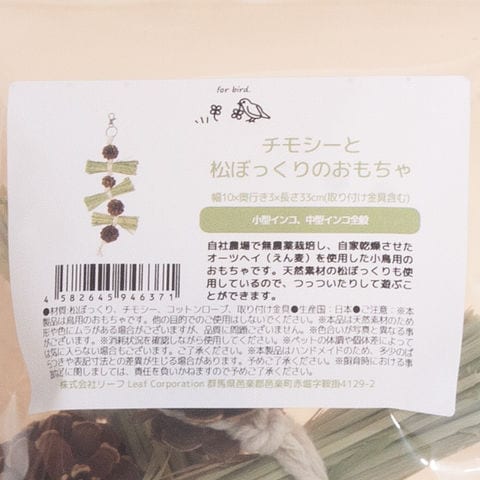 for bird.
チモシーと
松ぼっくりのおもちゃ
幅10×奥行き3×長さ33cm(取り付け金具含む)
小型インコ、中型インコ全般
自社農場で無農薬栽培し、自家乾燥させた
オーツヘイ（えん麦）を使用した小鳥用の
おもちゃです。天然素材の松ぼっくりも使
用しているので、つっついたりして遊ぶこ
とができます。
4 582645 946371
●材質:松ぼっくり、チモシー、コットンロープ、取り付け金具●生産国：日本●ご注意：※本
製品は鳥用のおもちゃです。他の目的でのご使用はしないでください。※本品は天然素材のため
形や色にムラがある場合がございますが、品質に問題ございません。※色合いが写真と異なる事
がございます。※消耗状況を確認しながら使用してください。※ペットの体調や個体差によって
は気に入らない場合もございます。ご了承ください。※本製品はハンドメイドのため、多少のば
らつきや表記寸法との差異が生じる場合があります。予めご了承ください。※飼育時における事
故などに関しましては、責任を負いかねますので予めご了承ください。
株式会社リーフ Leaf Corporation 群馬県邑楽郡邑楽町赤堀字鞍掛4129-2